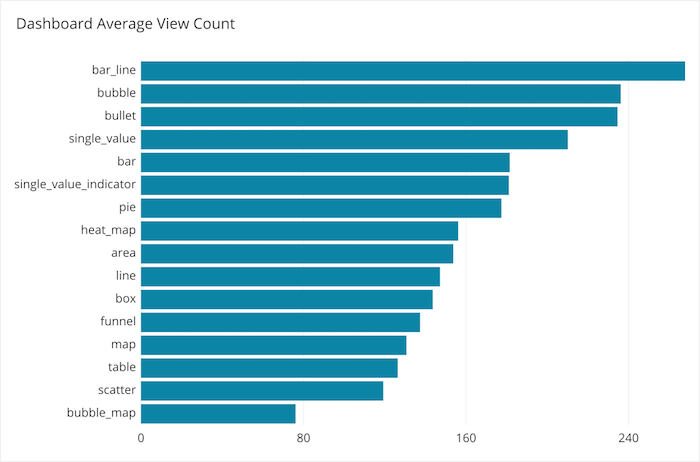 Dashboard Average View Count
bar_line
bubble
bullet
single_value
bar
single_value_indicator
pie
heat_map
area
line
box
funnel
map
table
scatter
bubble_map
0 80 160 240